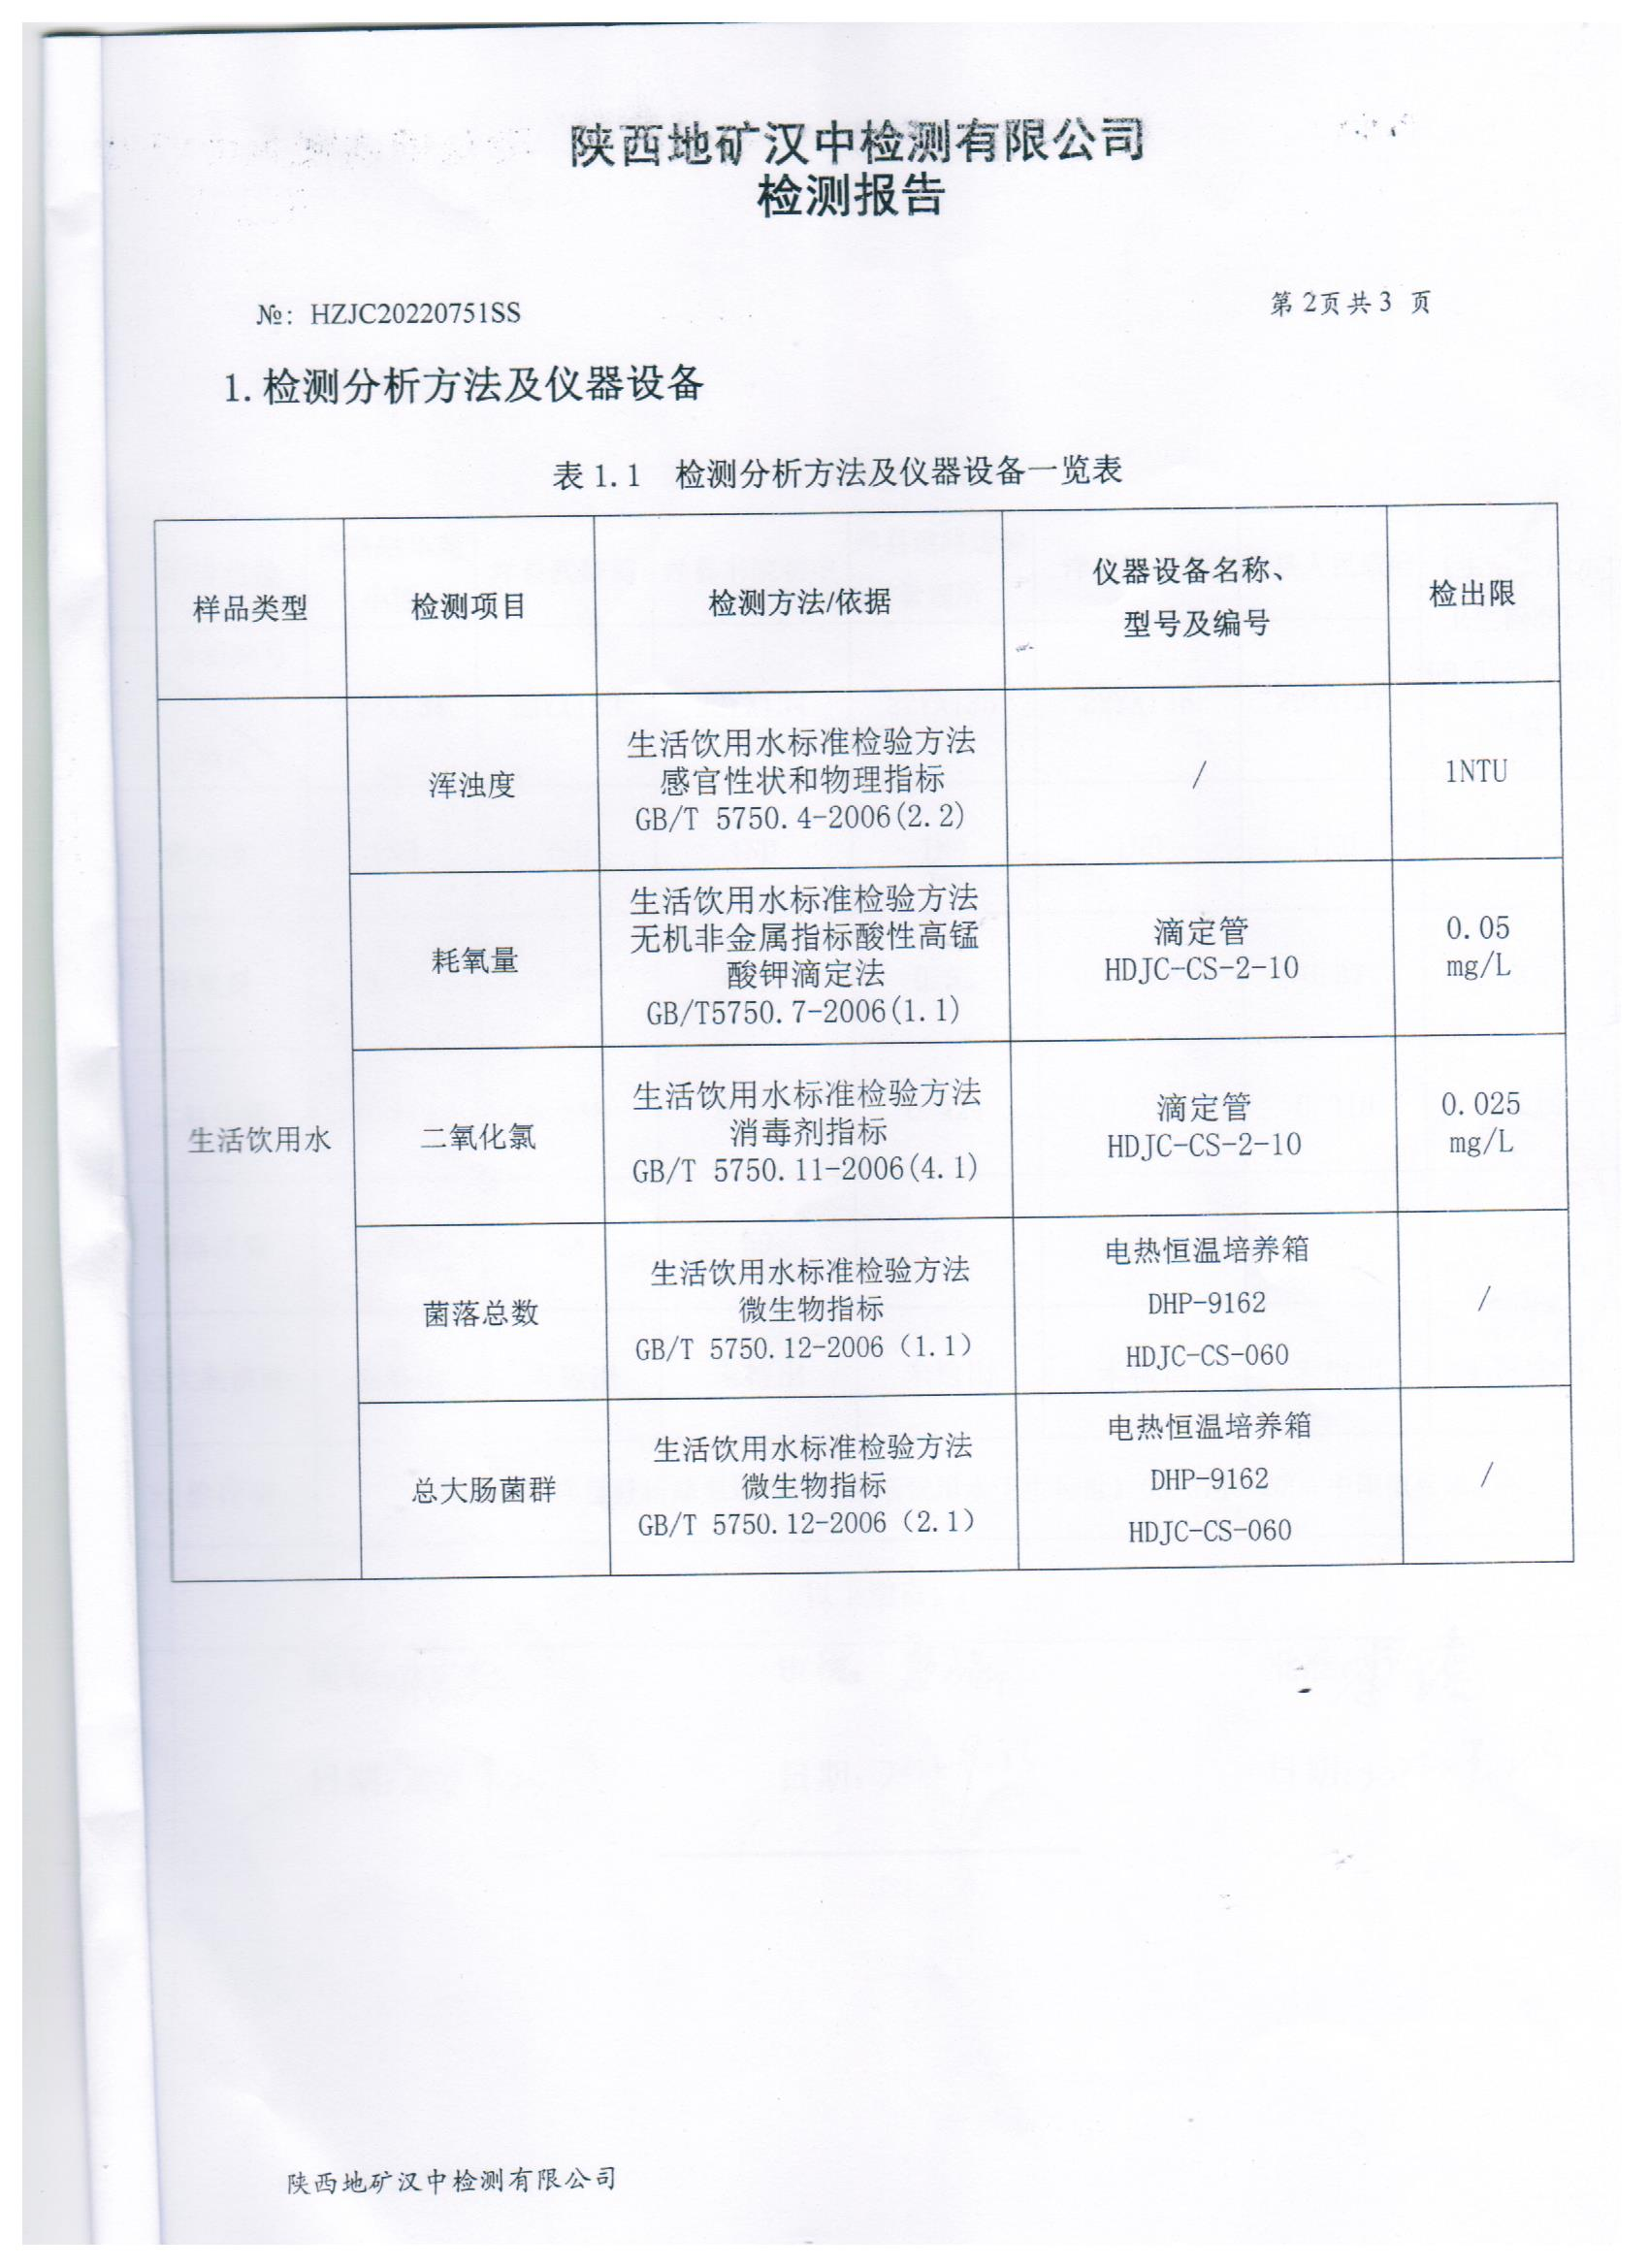 陕西地矿汉中检测有限公司
检测报告
№：HZJC20220751SS
第 2页 共 3 页
1. 检测分析方法及仪器设备
表 1.1 检测分析方法及仪器设备一览表
样品类型
检测项目
检测方法/依据
仪器设备名称、
型号及编号
检出限
生活饮用水
浑浊度
生活饮用水标准检验方法
感官性状和物理指标
GB/T 5750.4-2006(2.2)
/
1NTU
耗氧量
生活饮用水标准检验方法
无机非金属指标酸性高锰
酸钾滴定法
GB/T5750.7-2006(1.1)
滴定管
HDJC-CS-2-10
0.05
mg/L
二氧化氯
生活饮用水标准检验方法
消毒剂指标
GB/T 5750.11-2006(4.1)
滴定管
HDJC-CS-2-10
0.025
mg/L
菌落总数
生活饮用水标准检验方法
微生物指标
GB/T 5750.12-2006（1.1）
电热恒温培养箱
DHP-9162
HDJC-CS-060
/
总大肠菌群
生活饮用水标准检验方法
微生物指标
GB/T 5750.12-2006（2.1）
电热恒温培养箱
DHP-9162
HDJC-CS-060
/
陕西地矿汉中检测有限公司